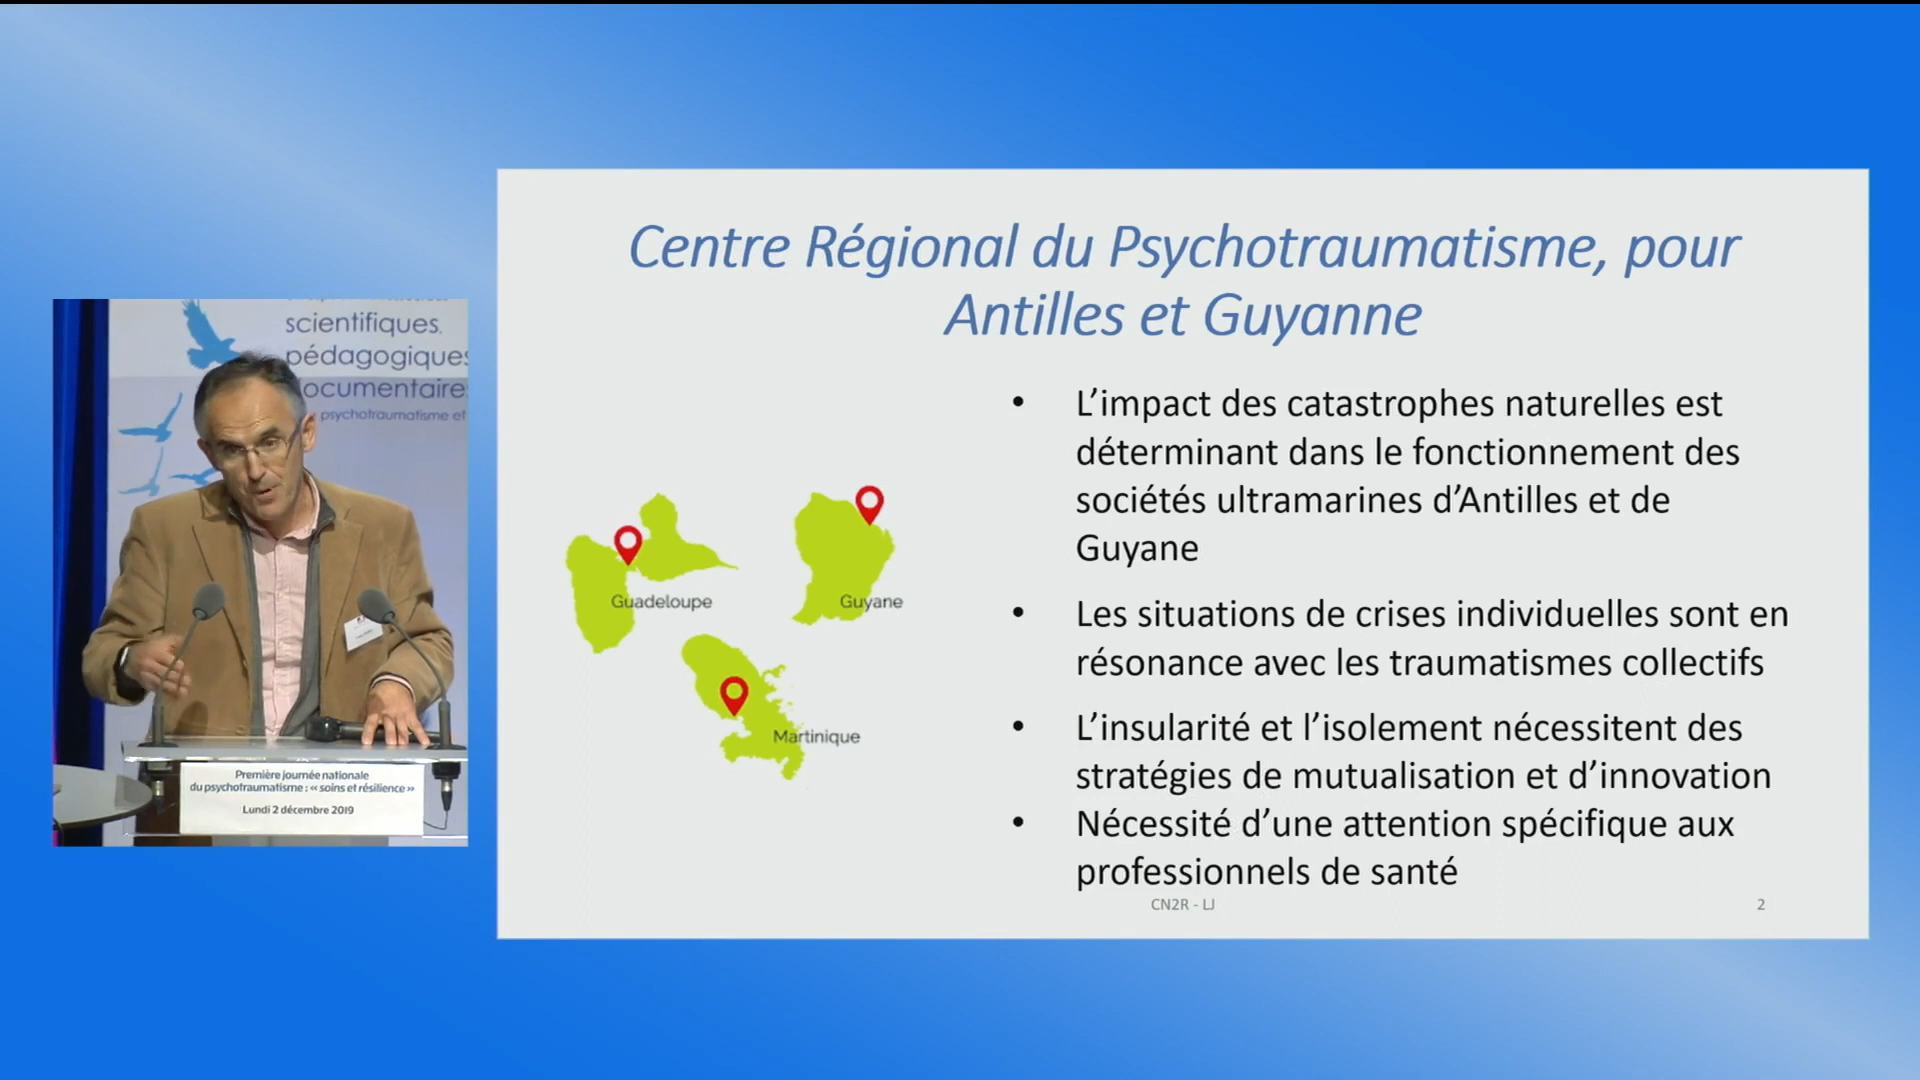 scientifiques,
pédagogiques
documentaire
psychotraumatisme et
Première journée nationale
du psychotraumatisme : « soins et résilience »
Lundi 2 décembre 2019
Centre Régional du Psychotraumatisme, pour
Antilles et Guyanne
Guadeloupe
Guyane
Martinique
• L’impact des catastrophes naturelles est
déterminant dans le fonctionnement des
sociétés ultramarines d’Antilles et de
Guyane
• Les situations de crises individuelles sont en
résonance avec les traumatismes collectifs
• L’insularité et l’isolement nécessitent des
stratégies de mutualisation et d’innovation
• Nécessité d’une attention spécifique aux
professionnels de santé
CN2R - LJ
2